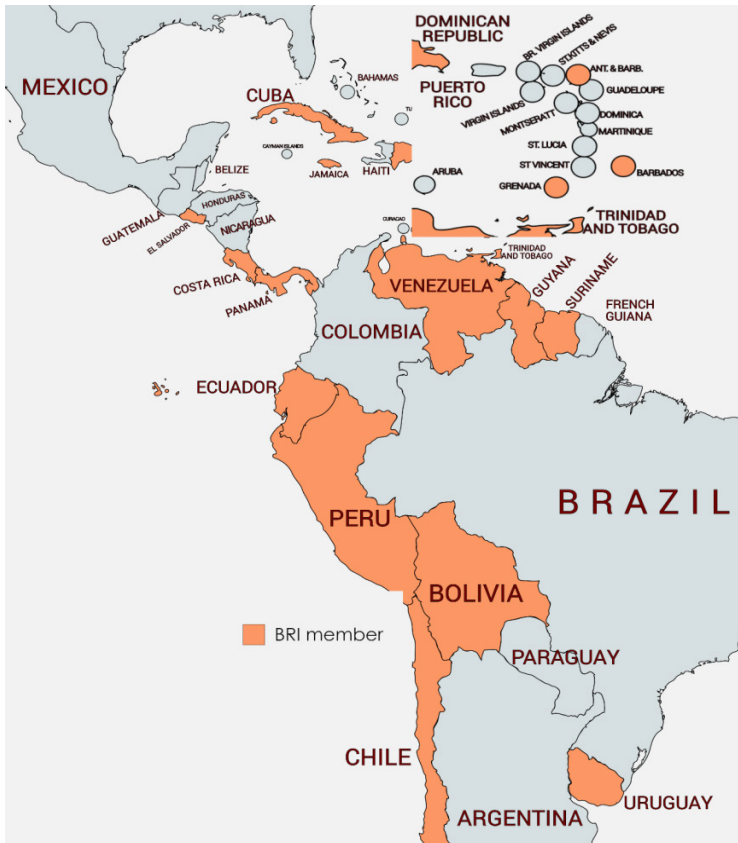 DOMINICAN
REPUBLIC
BR. VIRGIN ISLANDS
ST.KITTS & NEVIS
ANT. & BARB.
MEXICO
BAHAMAS
PUERTO
RICO
GUADELOUPE
CUBA
VIRGIN ISLANDS
MONTSERATT
DOMINICA
TU
MARTINIQUE
CAYMAN ISLANDS
ST. LUCIA
BELIZE
JAMAICA
HAITI
ARUBA
ST VINCENT
BARBADOS
GRENADA
HONDURAS
GUATEMALA
EL SALVADOR
NICARAGUA
CURACAO
TRINIDAD
AND TOBAGO
TRINIDAD
AND TOBAGO
COSTA RICA
PANAMÁ
VENEZUELA
GUYANA
SURINAME
FRENCH
GUIANA
COLOMBIA
ECUADOR
BRAZIL
PERU
BOLIVIA
BRI member
PARAGUAY
CHILE
URUGUAY
ARGENTINA